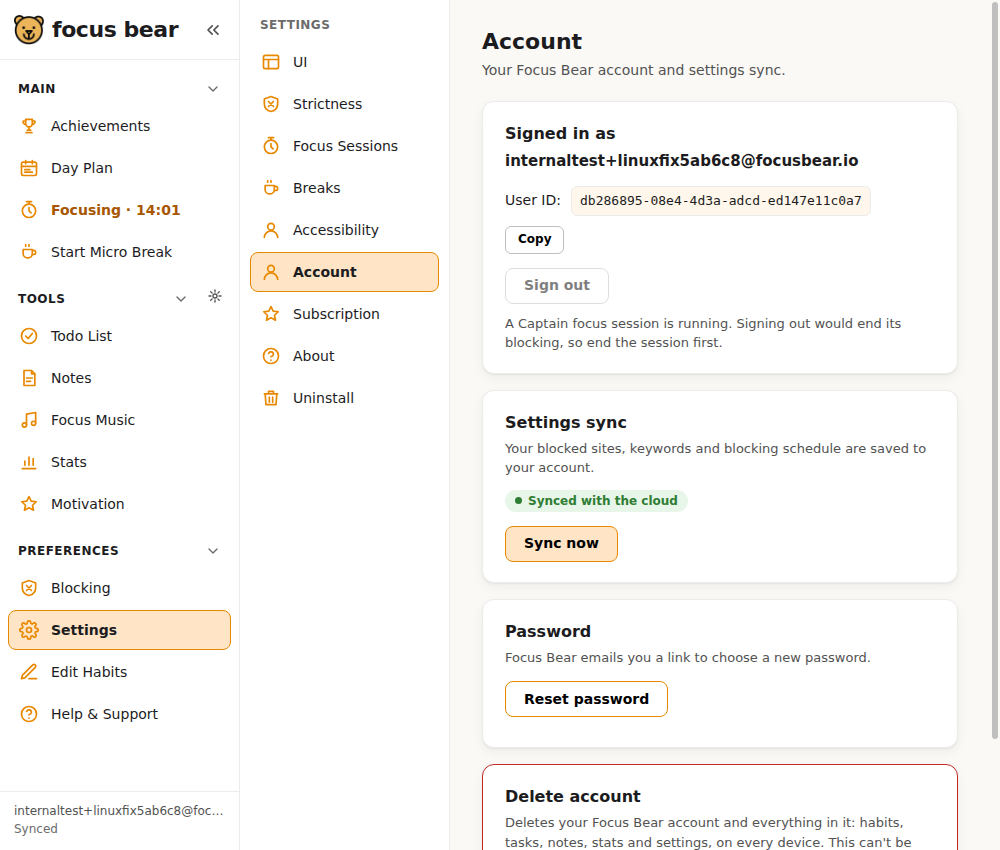 focus bear
MAIN
Achievements
Day Plan
Focusing · 14:01
Start Micro Break
TOOLS
Todo List
Notes
Focus Music
Stats
Motivation
PREFERENCES
Blocking
Settings
Edit Habits
Help & Support
internaltest+linuxfix5ab6c8@foc...
Synced
SETTINGS
UI
Strictness
Focus Sessions
Breaks
Accessibility
Account
Subscription
About
Uninstall
Account
Your Focus Bear account and settings sync.
Signed in as
internaltest+linuxfix5ab6c8@focusbear.io
User ID: db286895-08e4-4d3a-adcd-ed147e11c0a7
Copy
Sign out
A Captain focus session is running. Signing out would end its
blocking, so end the session first.
Settings sync
Your blocked sites, keywords and blocking schedule are saved to
your account.
Synced with the cloud
Sync now
Password
Focus Bear emails you a link to choose a new password.
Reset password
Delete account
Deletes your Focus Bear account and everything in it: habits,
tasks, notes, stats and settings, on every device. This can't be